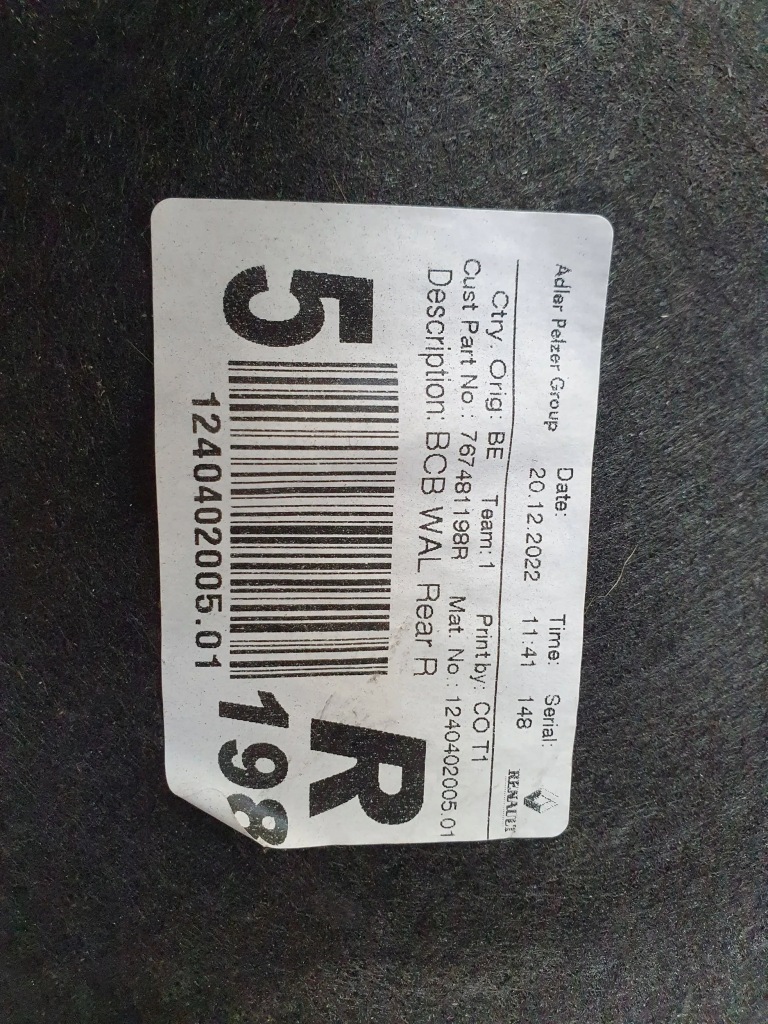 Adler Pelzer Group
Date: Time: Serial:
20.12.2022 11:41 148
RENAULT
Ctry. Orig: BE Team: 1 Print by: CO T1
Cust Part No.: 767481198R Mat. No.: 1240402005.01
Description: BCB WAL Rear R
5
R
198
1240402005.01